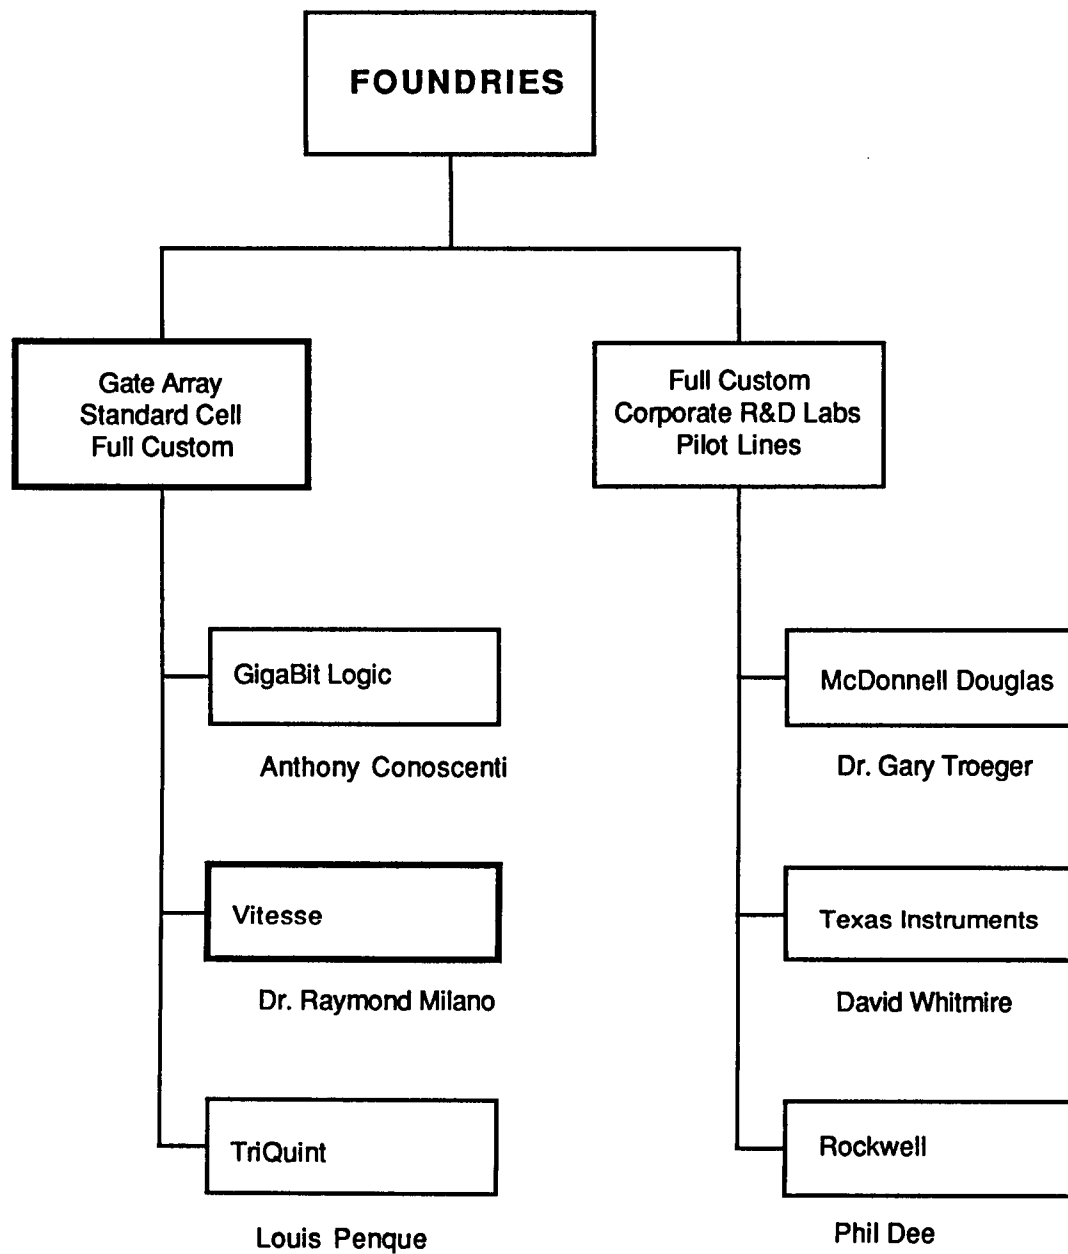 FOUNDRIES
Gate Array
Standard Cell
Full Custom
Full Custom
Corporate R&D Labs
Pilot Lines
GigaBit Logic
Anthony Conoscenti
Vitesse
Dr. Raymond Milano
TriQuint
Louis Penque
McDonnell Douglas
Dr. Gary Troeger
Texas Instruments
David Whitmire
Rockwell
Phil Dee